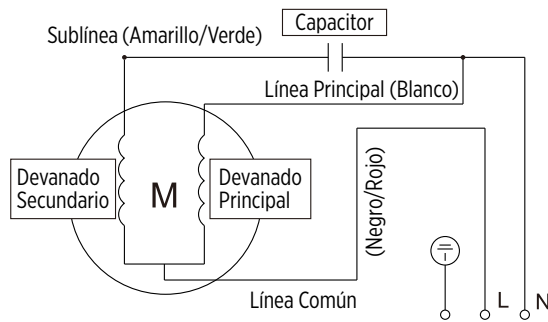 Capacitor
Sublínea (Amarillo/Verde)
Línea Principal (Blanco)
Devanado
Secundario
M
Devanado
Principal
(Negro/Rojo)
Línea Común
L
N